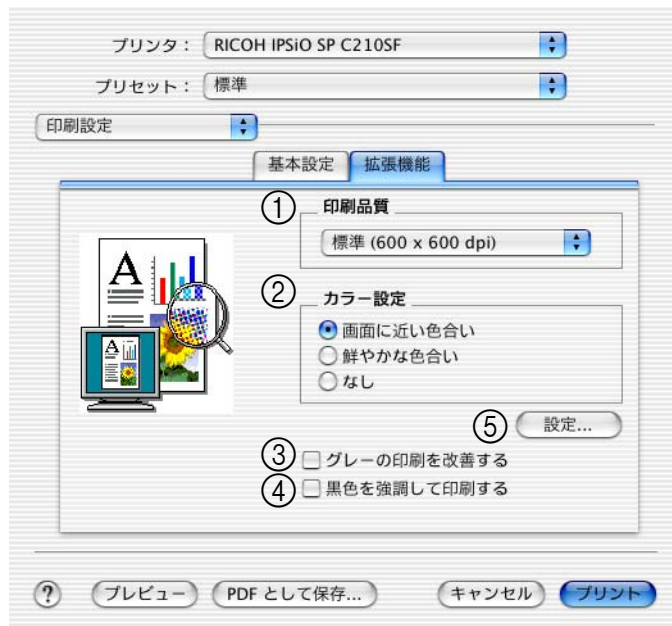 プリンタ： RICOH IPSiO SP C210SF
プリセット： 標準
印刷設定
基本設定 拡張機能
① 印刷品質
標準 (600 x 600 dpi)
② カラー設定
画面に近い色合い
鮮やかな色合い
なし
⑤ 設定...
③ グレーの印刷を改善する
④ 黒色を強調して印刷する
A
A
? プレビュー PDF として保存... キャンセル プリント